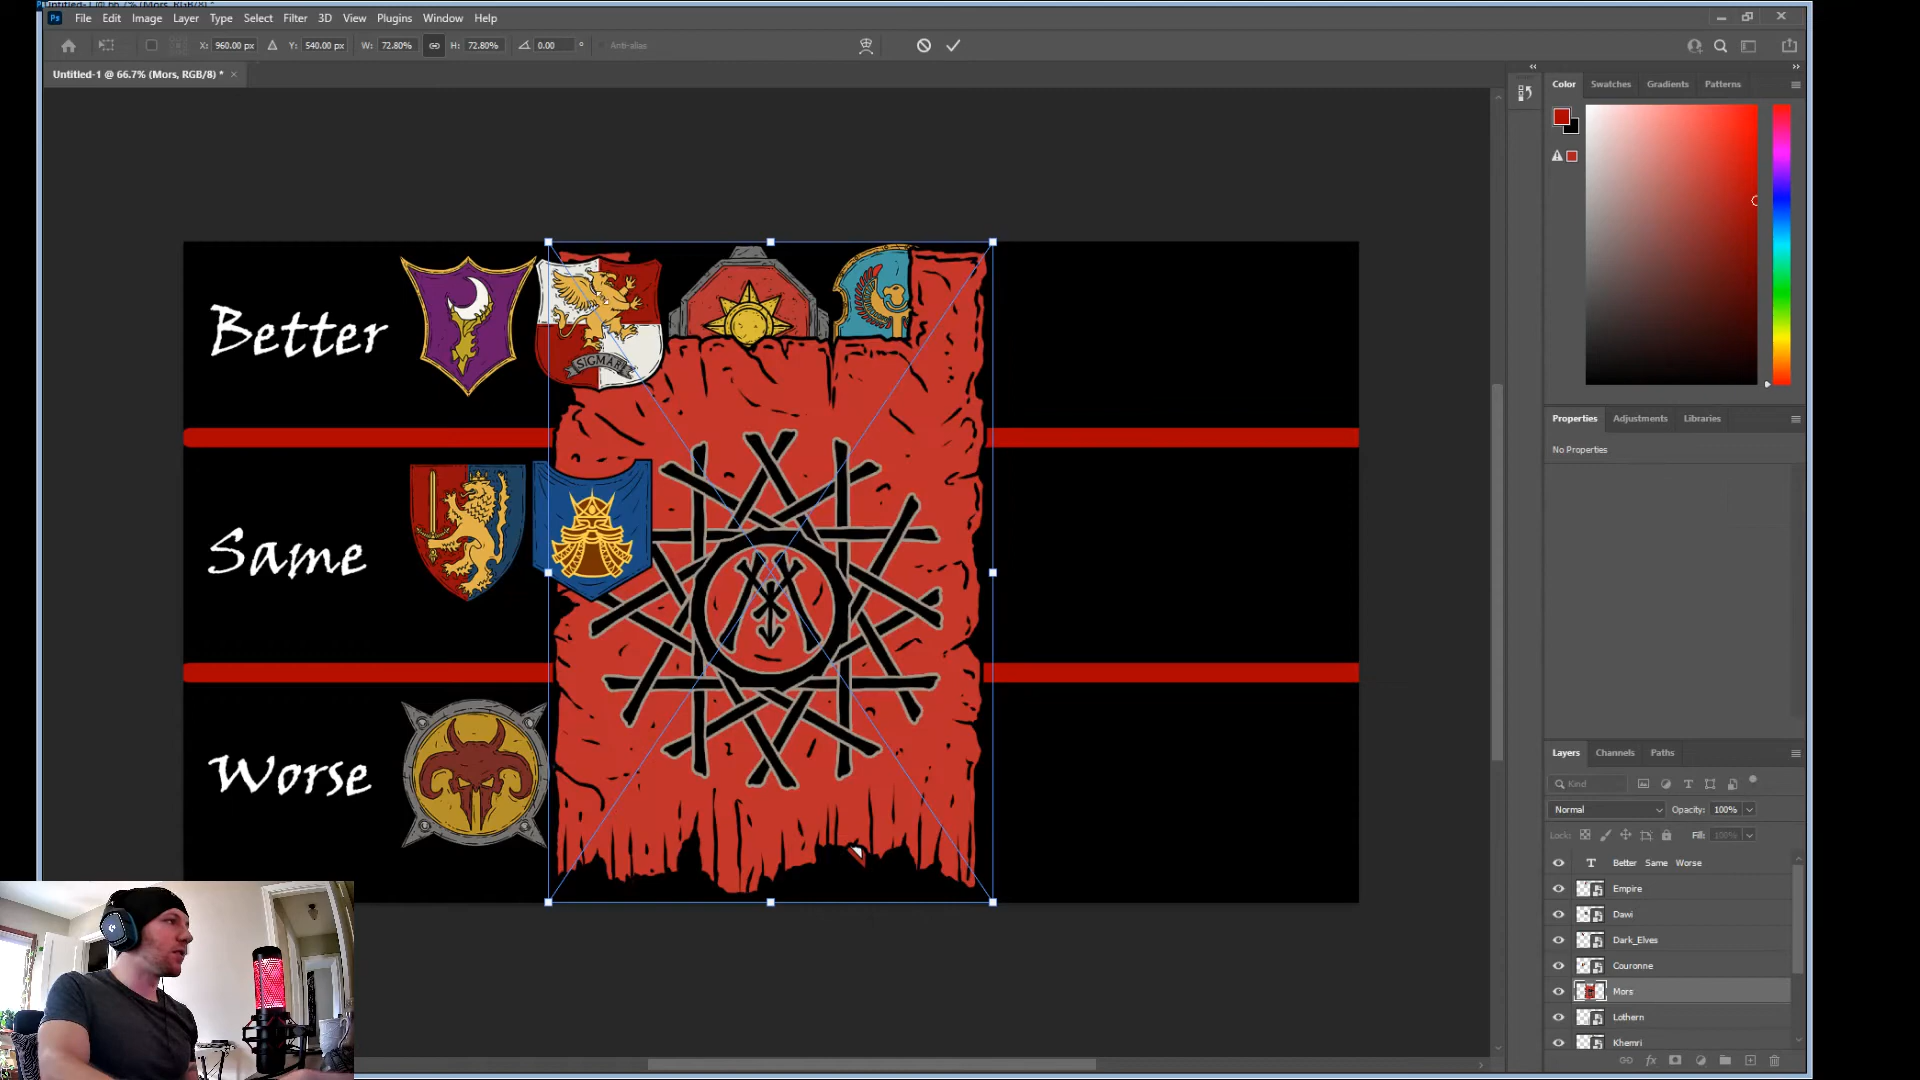 File Edit Image Layer Type Select Filter 3D View Plugins Window Help
X: 960.00 px Y: 540.00 px W: 72.80% H: 72.80% 0.00 ° Anti-alias
Untitled-1 @ 66.7% (Mors, RGB/8) * ×
Color Swatches Gradients Patterns
Better
SIGMAR
Same
Worse
Properties Adjustments Libraries
No Properties
Layers Channels Paths
Kind
Normal Opacity: 100%
Lock: Fill: 100%
T Better Same Worse
Empire
Dawi
Dark_Elves
Couronne
Mors
Lothern
Khemri
fx